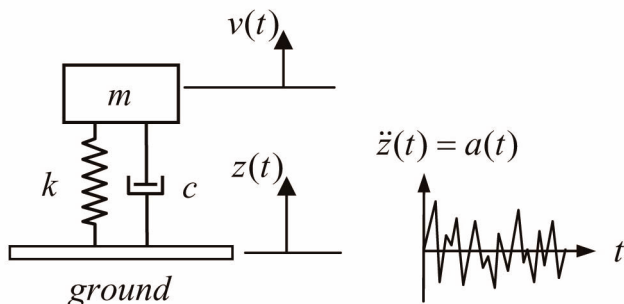 v(t)
m
k
c
z(t)
ground
z̈(t) = a(t)
t